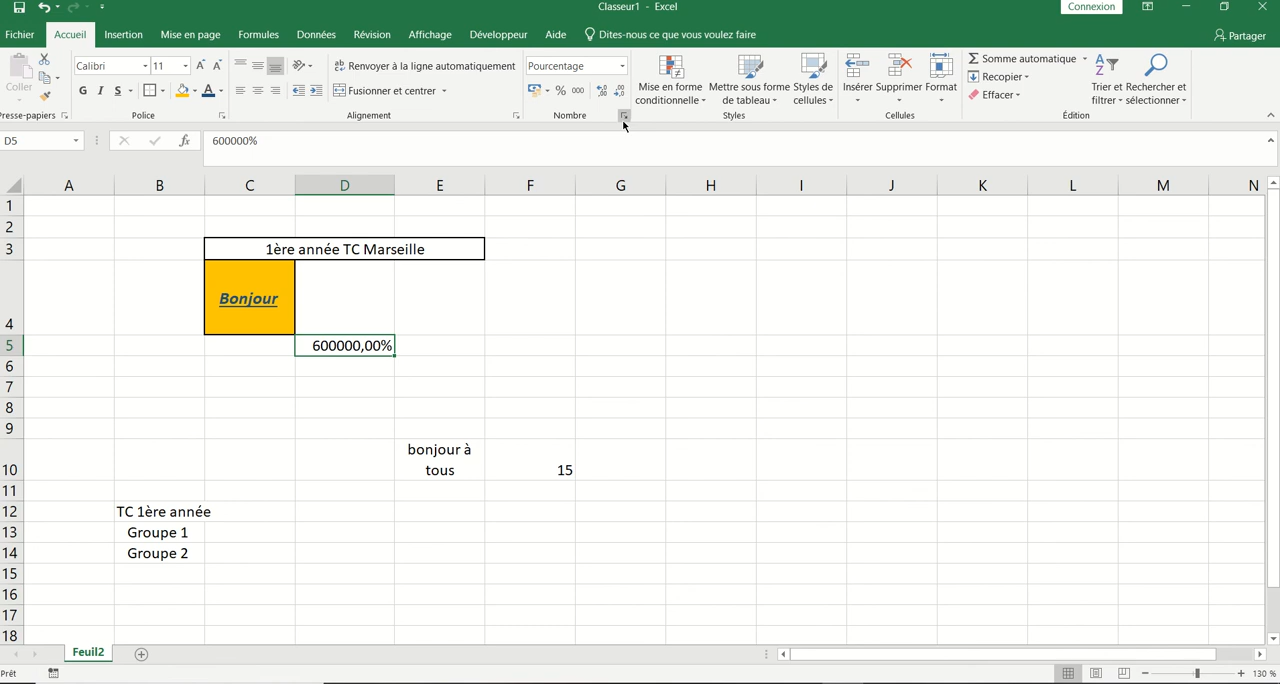 Classeur1 - Excel
Connexion
Fichier Accueil Insertion Mise en page Formules Données Révision Affichage Développeur Aide Dites-nous ce que vous voulez faire Partager
Coller
Calibri 11
Renvoyer à la ligne automatiquement
Pourcentage
G I S
Fusionner et centrer
% 000
Mise en forme conditionnelle
Mettre sous forme de tableau
Styles de cellules
Insérer Supprimer Format
Somme automatique
Recopier
Effacer
Trier et filtrer
Rechercher et sélectionner
Presse-papiers Police Alignement Nombre Styles Cellules Édition
D5 fx 600000%
A B C D E F G H I J K L M N
1
2
3 1ère année TC Marseille
4 Bonjour
5 600000,00%
6
7
8
9
10 bonjour à tous 15
11
12 TC 1ère année
13 Groupe 1
14 Groupe 2
15
16
17
18
Feuil2
Prêt 130 %